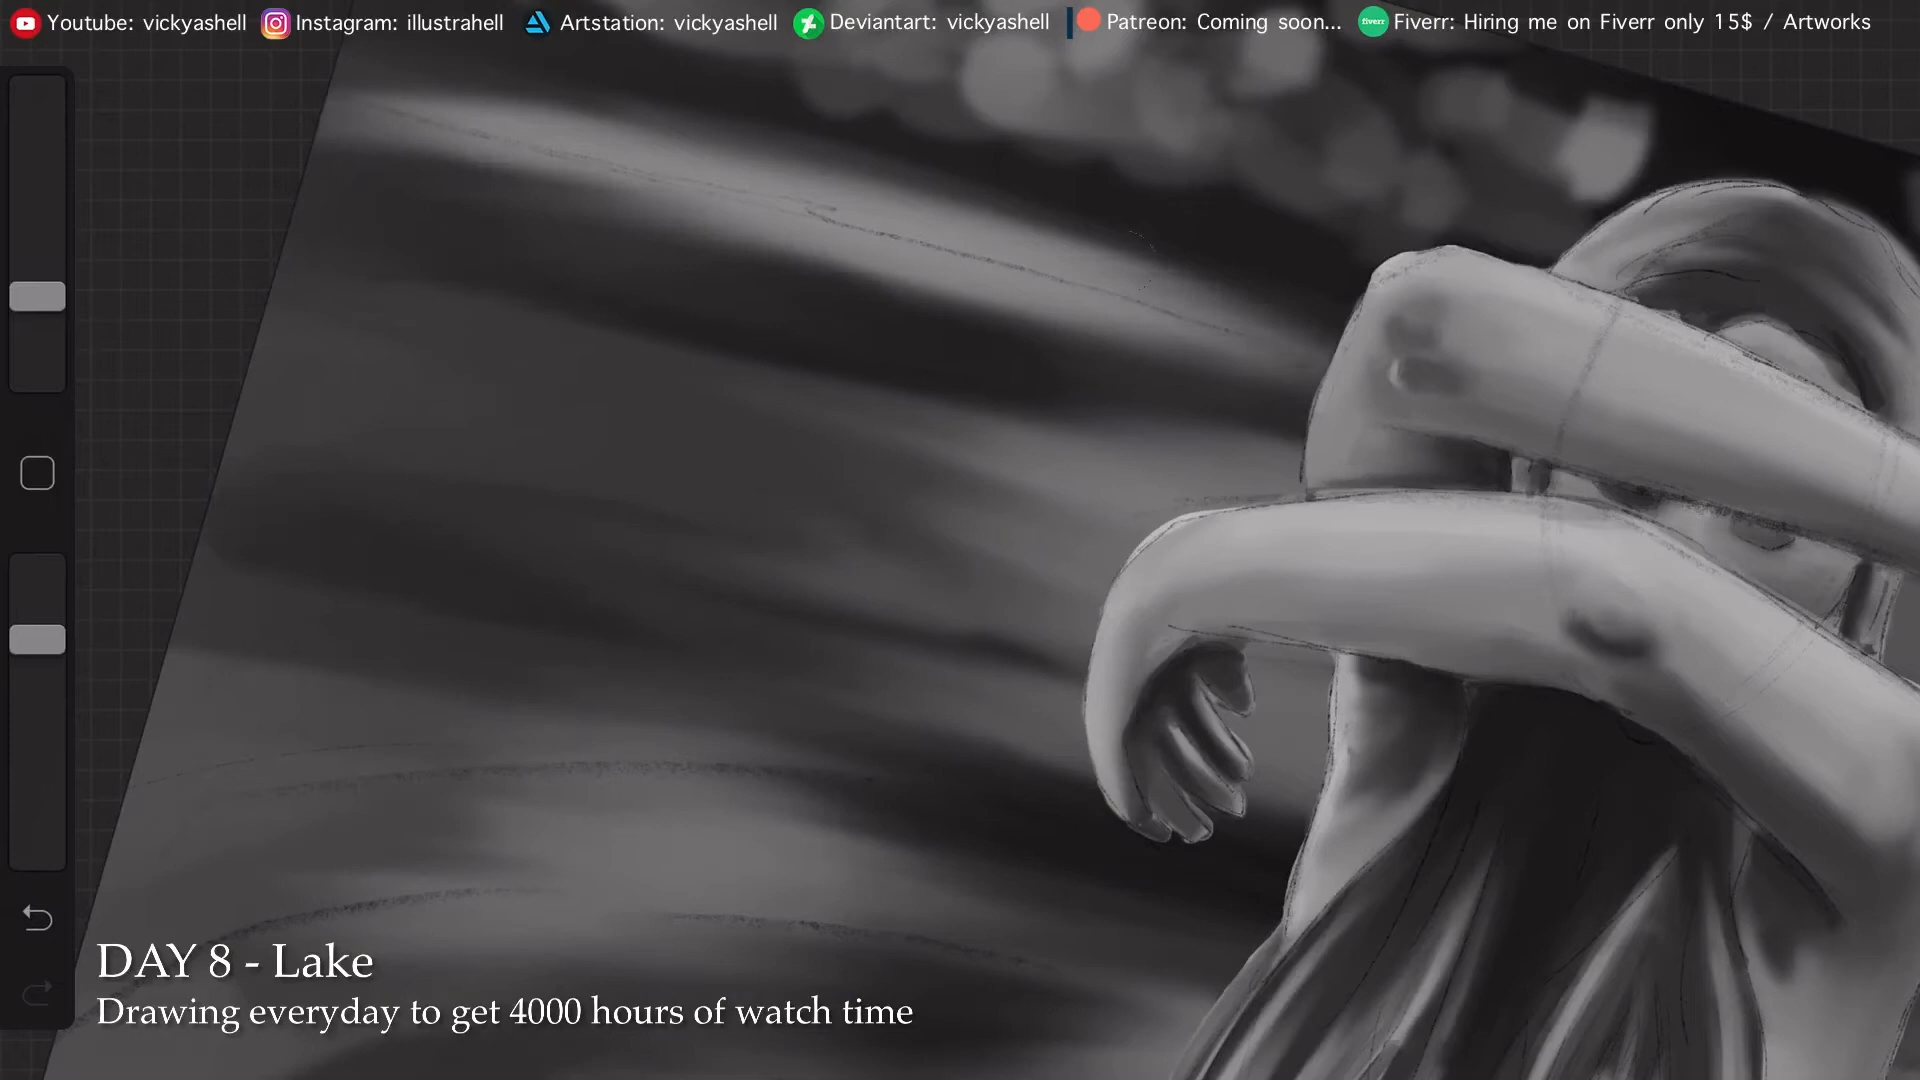 Youtube: vickyashell Instagram: illustrahell Artstation: vickyashell Deviantart: vickyashell Patreon: Coming soon... fiverr Fiverr: Hiring me on Fiverr only 15$ / Artworks
DAY 8 - Lake
Drawing everyday to get 4000 hours of watch time